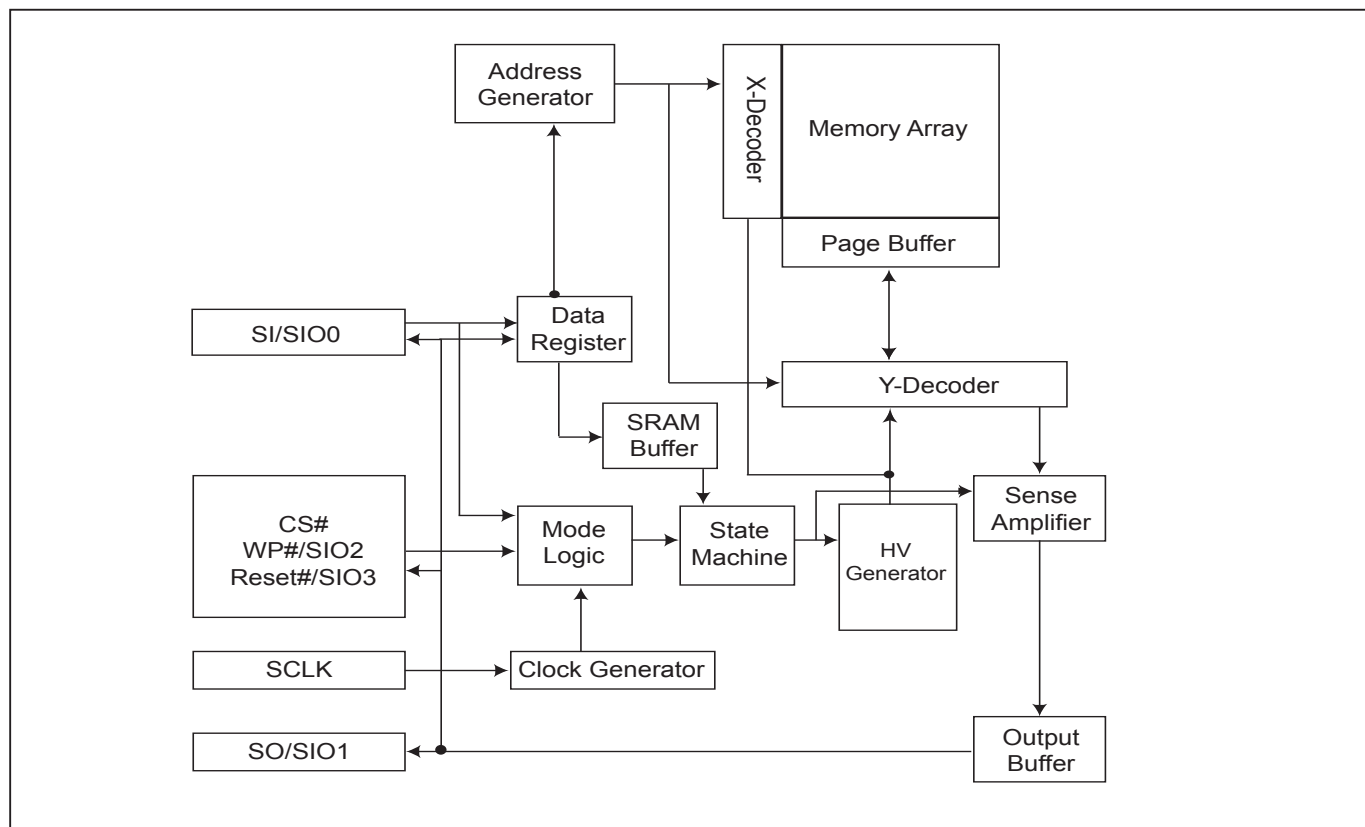 Address
Generator
X-Decoder
Memory Array
Page Buffer
SI/SIO0
Data
Register
Y-Decoder
SRAM
Buffer
CS#
WP#/SIO2
Reset#/SIO3
Mode
Logic
State
Machine
HV
Generator
Sense
Amplifier
SCLK
Clock Generator
SO/SIO1
Output
Buffer